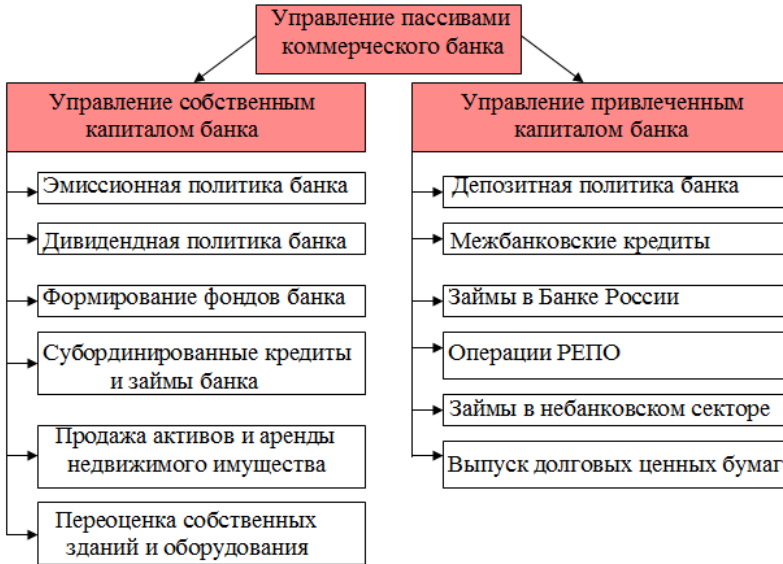 Управление пассивами
коммерческого банка
Управление собственным
капиталом банка
Эмиссионная политика банка
Дивидендная политика банка
Формирование фондов банка
Субординированные кредиты
и займы банка
Продажа активов и аренды
недвижимого имущества
Переоценка собственных
зданий и оборудования
Управление привлеченным
капиталом банка
Депозитная политика банка
Межбанковские кредиты
Займы в Банке России
Операции РЕПО
Займы в небанковском секторе
Выпуск долговых ценных бумаг